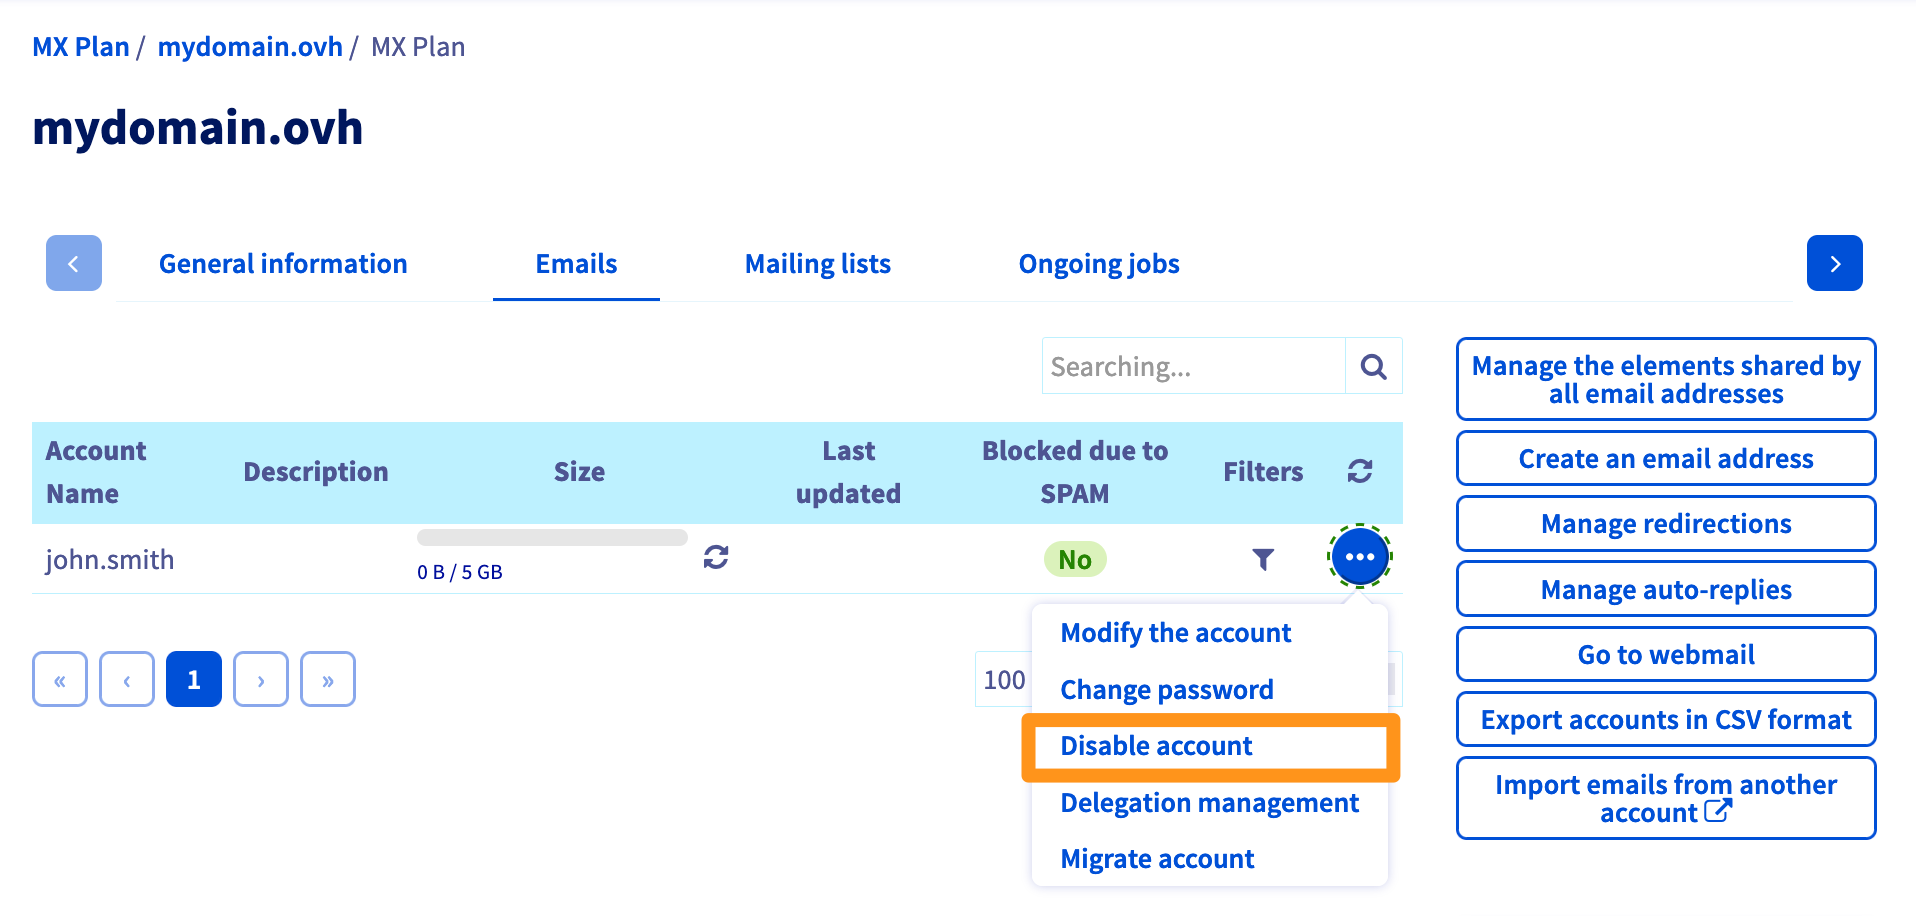 MX Plan / mydomain.ovh / MX Plan
mydomain.ovh
General information
Emails
Mailing lists
Ongoing jobs
Searching...
Account
Name
Description
Size
Last
updated
Blocked due to
SPAM
Filters
john.smith
0 B / 5 GB
No
Modify the account
Change password
Disable account
Delegation management
Migrate account
« ‹ 1 › »
100
Manage the elements shared by
all email addresses
Create an email address
Manage redirections
Manage auto-replies
Go to webmail
Export accounts in CSV format
Import emails from another
account